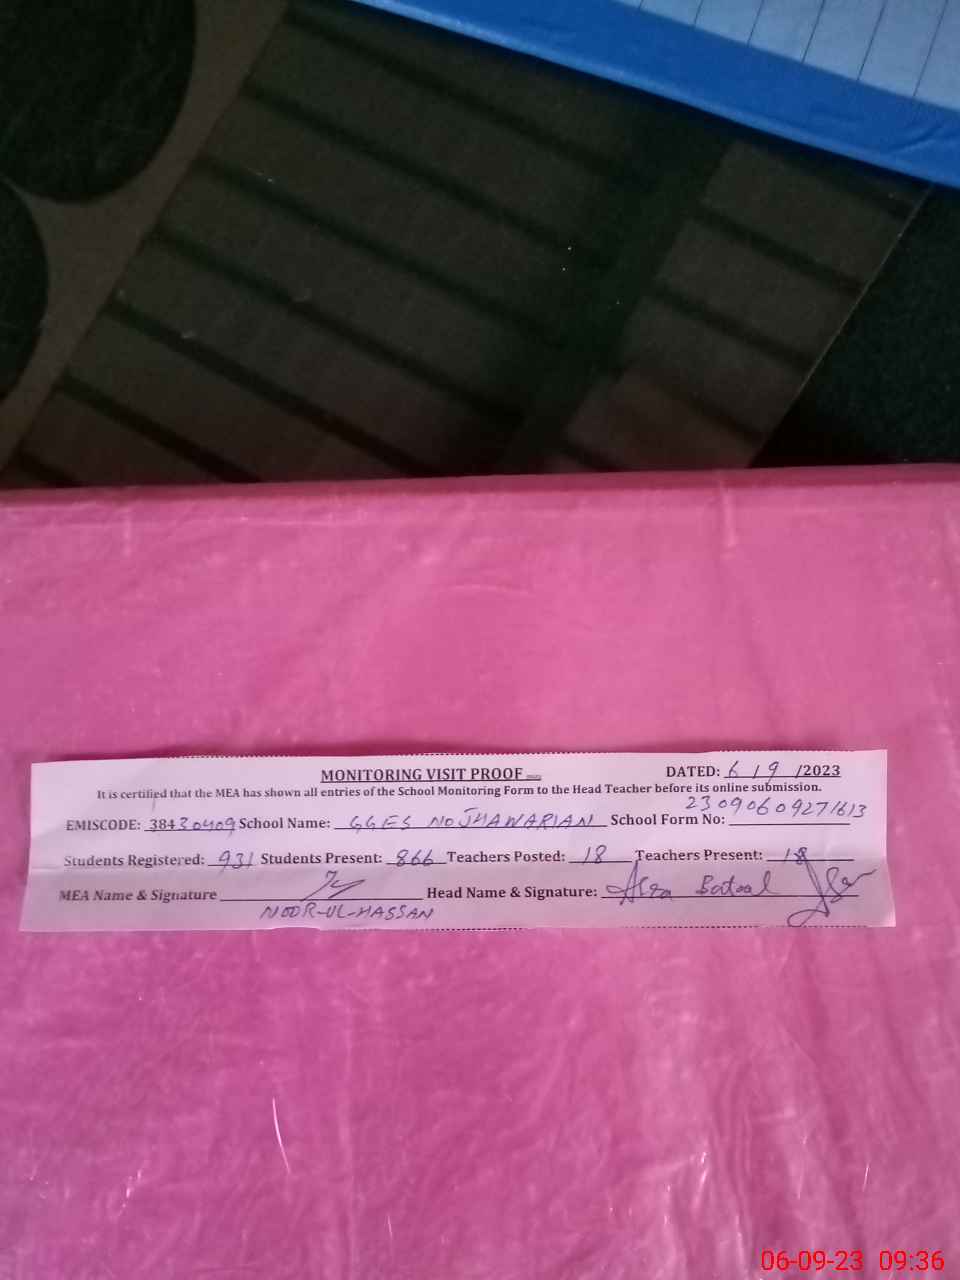 MONITORING VISIT PROOF DATED: 6/9/2023
It is certified that the MEA has shown all entries of the School Monitoring Form to the Head Teacher before its online submission.
23090609271613
EMISCODE: 38430409 School Name: GGES NOJHAWARIAN School Form No:
Students Registered: 931 Students Present: 866 Teachers Posted: 18 Teachers Present: 18
MEA Name & Signature Head Name & Signature: Batool
NOOR-UL-HASSAN
06-09-23 09:36